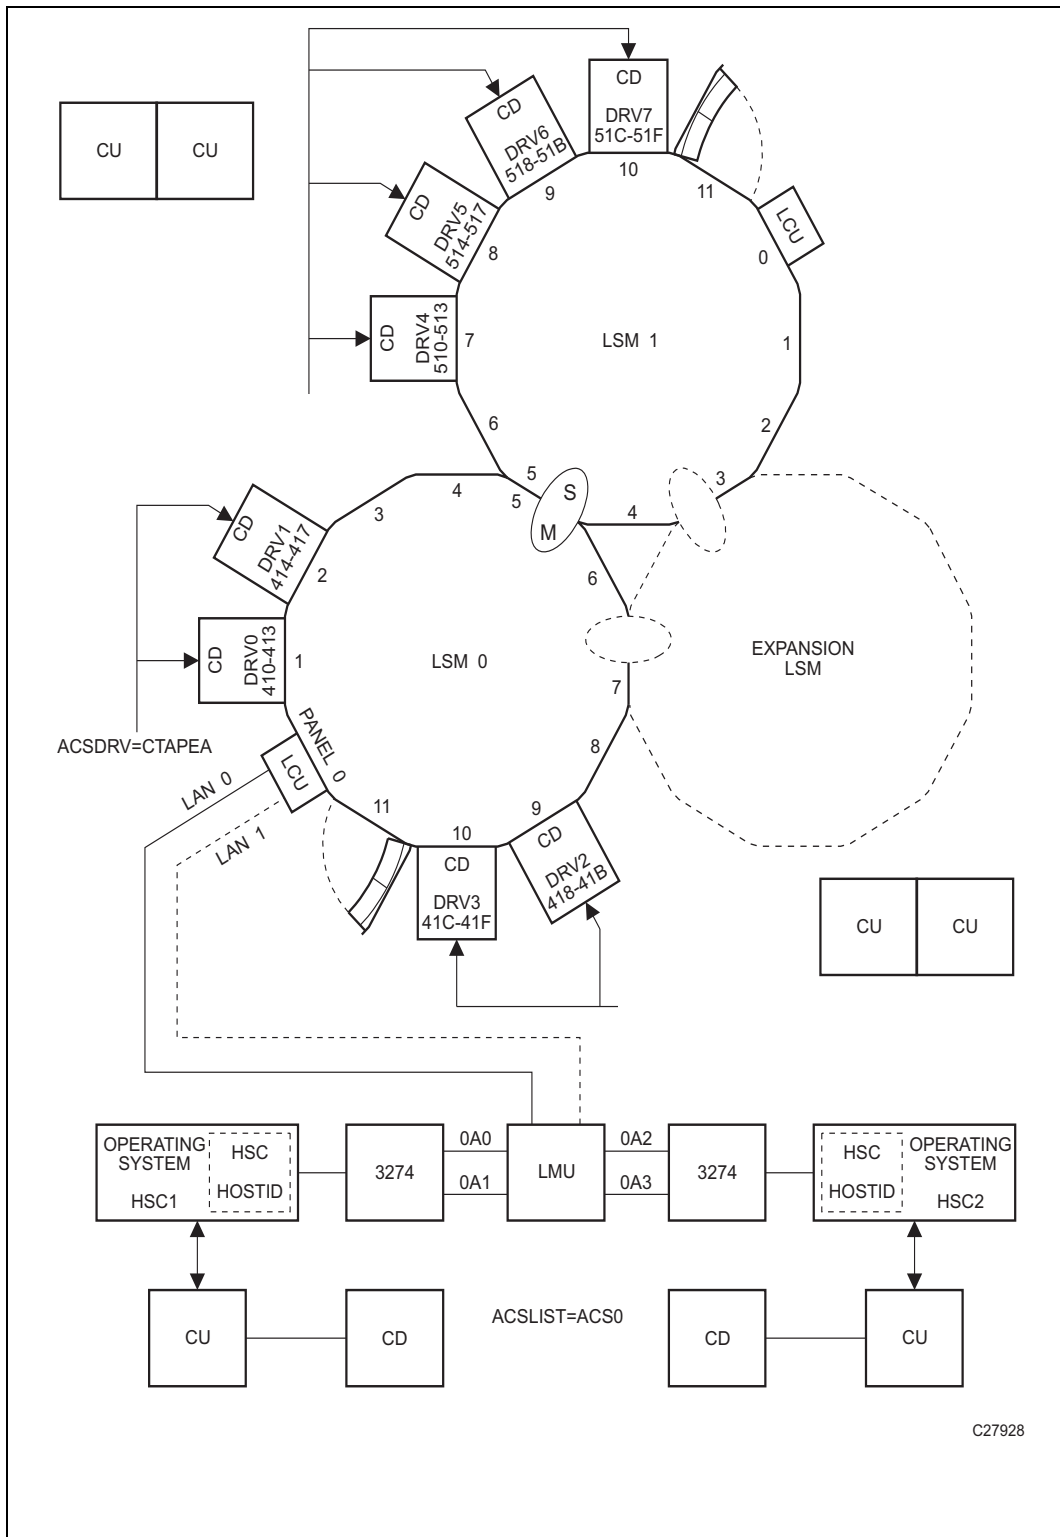 CD
DRV7
51C-51F
10
CD
DRV6
518-51B
9
11
CU
CU
LCU
0
CD
DRV5
514-517
8
CD
DRV4
510-513
7
LSM 1
1
6
2
5
3
5
S
M
4
4
3
CD
DRV1
414-417
2
6
CD
DRV0
410-413
1
LSM 0
EXPANSION
LSM
7
ACSDRV=CTAPEA
PANEL 0
LCU
LAN 0
LAN 1
8
11
10
9
CD
DRV3
41C-41F
CD
DRV2
418-41B
CU
CU
OPERATING
SYSTEM
HSC1
HSC
HOSTID
3274
0A0
0A1
LMU
0A2
0A3
3274
HSC
HOSTID
OPERATING
SYSTEM
HSC2
CU
CD
ACSLIST=ACS0
CD
CU
C27928